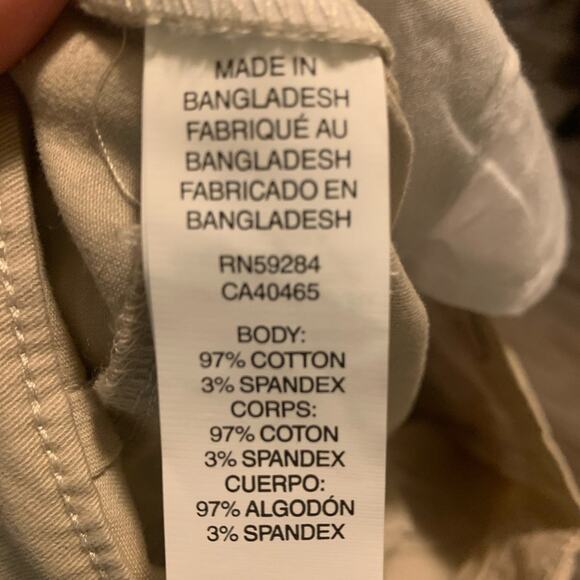 MADE IN
BANGLADESH
FABRIQUÉ AU
BANGLADESH
FABRICADO EN
BANGLADESH
RN59284
CA40465
BODY:
97% COTTON
3% SPANDEX
CORPS:
97% COTON
3% SPANDEX
CUERPO:
97% ALGODÓN
3% SPANDEX